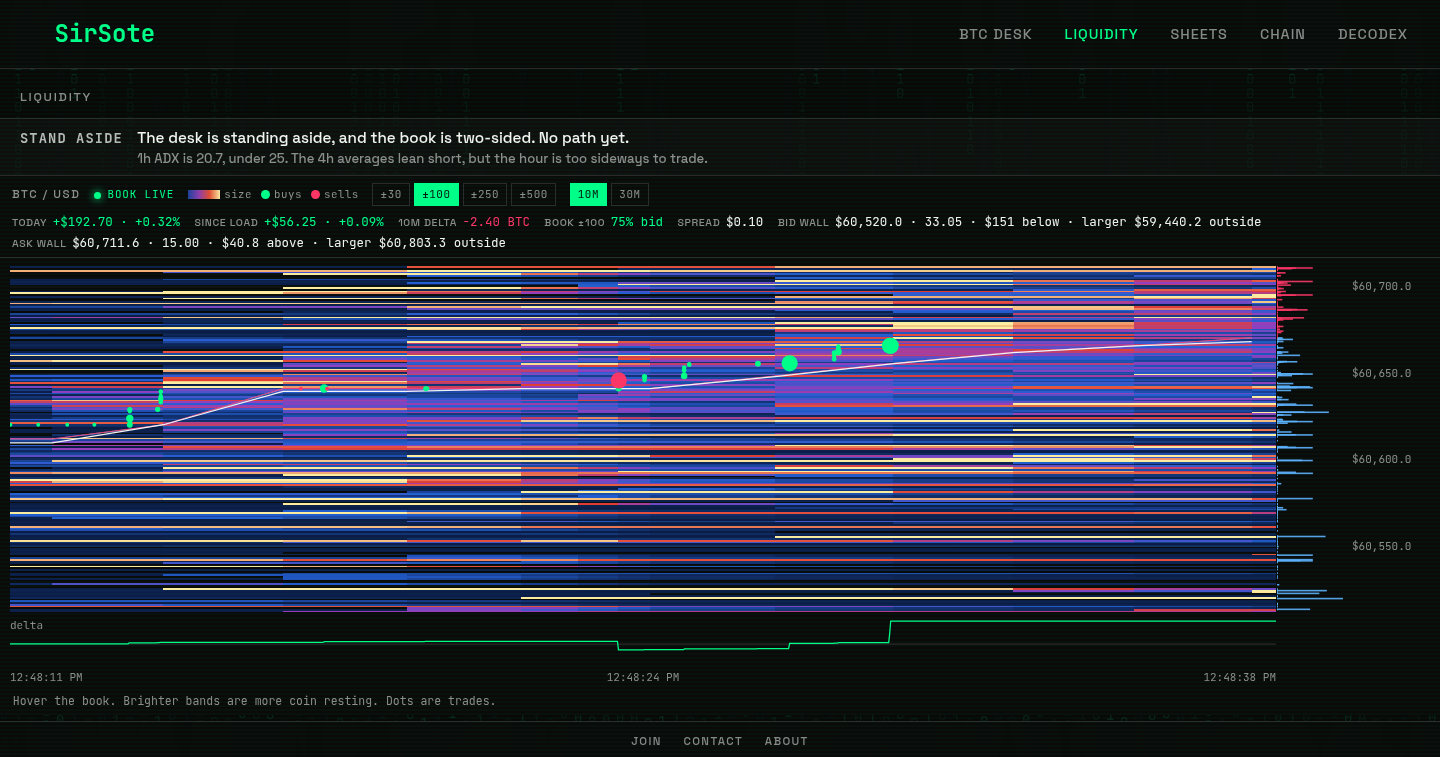 SirSote
BTC DESK LIQUIDITY SHEETS CHAIN DECODEX
LIQUIDITY
STAND ASIDE The desk is standing aside, and the book is two-sided. No path yet.
1h ADX is 20.7, under 25. The 4h averages lean short, but the hour is too sideways to trade.
BTC / USD BOOK LIVE size buys sells ±30 ±100 ±250 ±500 10M 30M
TODAY +$192.70 · +0.32% SINCE LOAD +$56.25 · +0.09% 10M DELTA -2.40 BTC BOOK ±100 75% bid SPREAD $0.10 BID WALL $60,520.0 · 33.05 · $151 below · larger $59,440.2 outside
ASK WALL $60,711.6 · 15.00 · $40.8 above · larger $60,803.3 outside
$60,700.0
$60,650.0
$60,600.0
$60,550.0
delta
12:48:11 PM 12:48:24 PM 12:48:38 PM
Hover the book. Brighter bands are more coin resting. Dots are trades.
JOIN CONTACT ABOUT